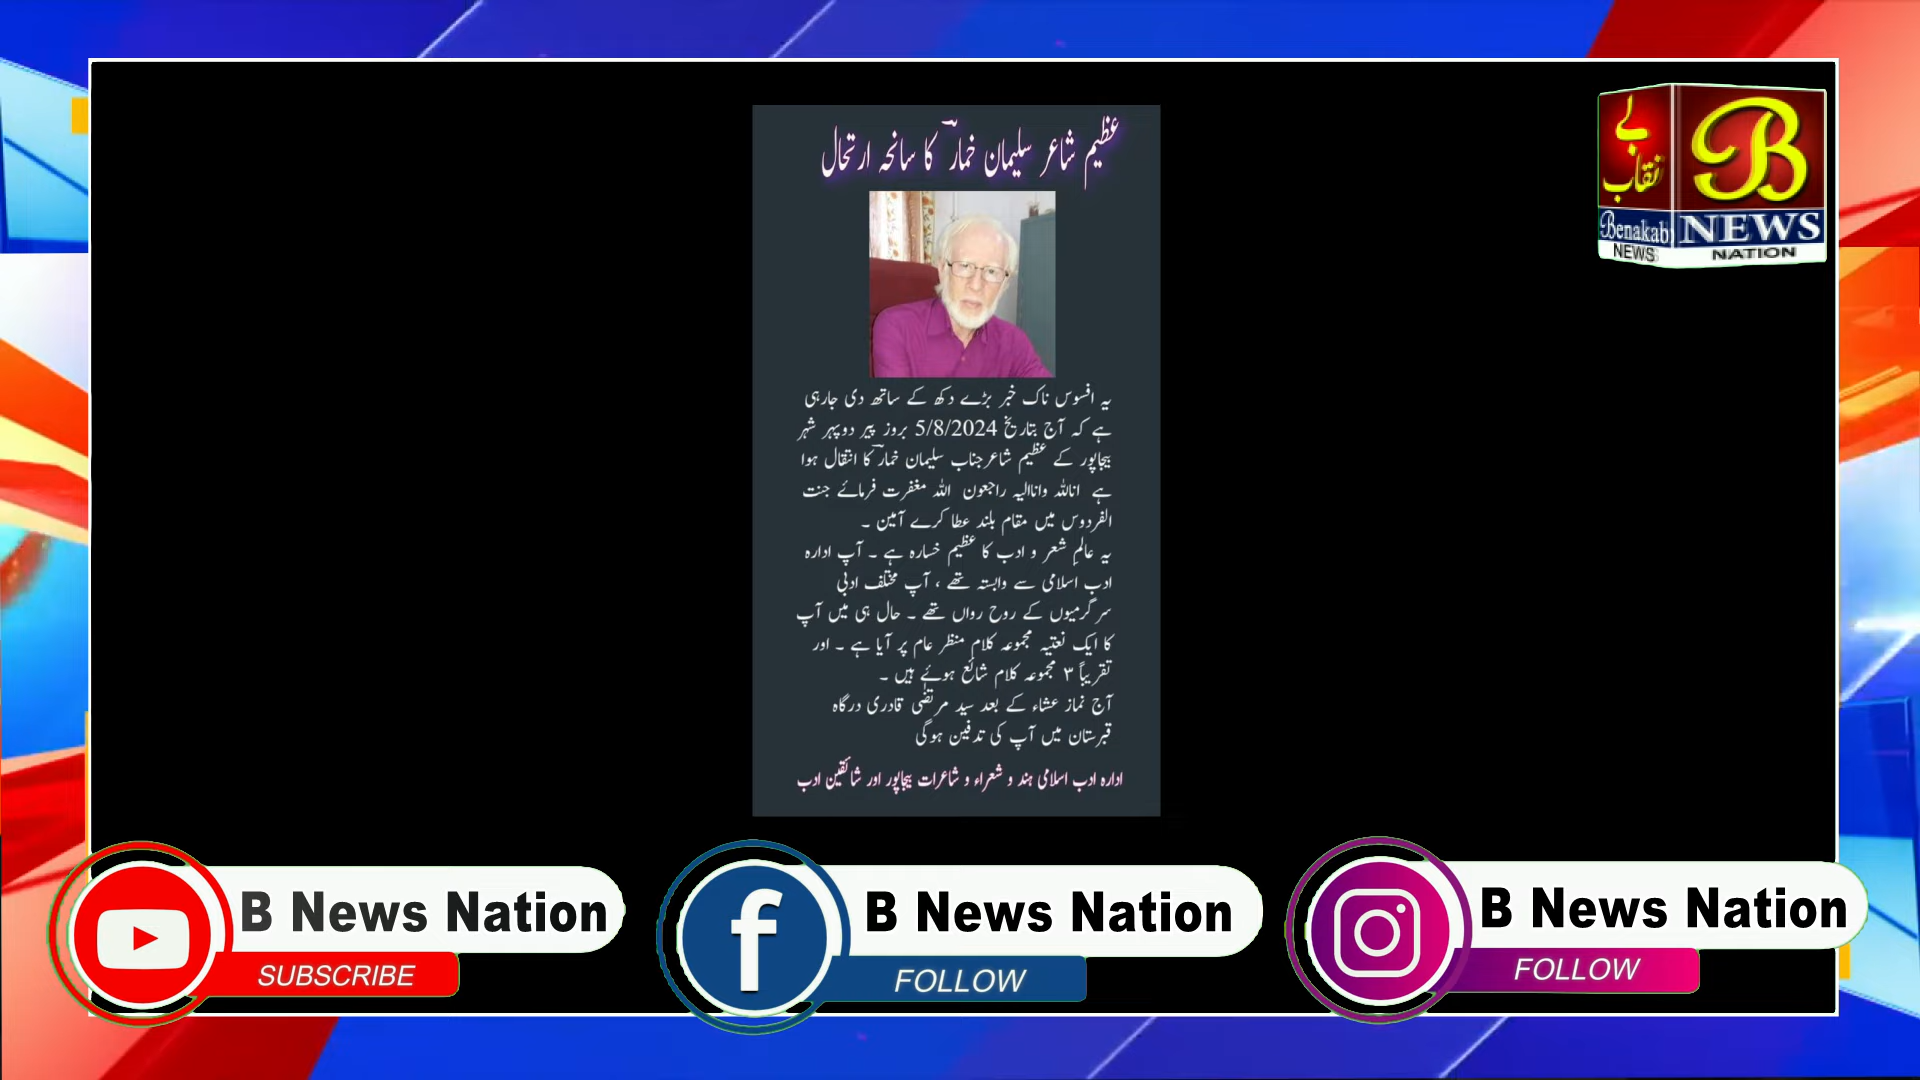 عظیم شاعر سلیمان خمارؔ کا سانحہ ارتحال
یہ افسوس ناک خبر بڑے دکھ کے ساتھ دی جارہی
ہے کہ آج بتاریخ 5/8/2024 بروز پیر دوپہر شہر
بیجاپور کے عظیم شاعرجناب سلیمان خمارؔ کا انتقال ہوا
ہے اناللہ واناالیہ راجعون اللہ مغفرت فرمائے جنت
الفردوس میں مقام بلند عطا کرے آمین ۔
یہ عالمِ شعر و ادب کا عظیم خسارہ ہے ۔ آپ ادارہ
ادب اسلامی سے وابستہ تھے ، آپ مختلف ادبی
سرگرمیوں کے روح رواں تھے ۔ حال ہی میں آپ
کا ایک نعتیہ مجموعہ کلام منظر عام پر آیا ہے ۔ اور
تقریباً ۳ مجموعہ کلام شائع ہوئے ہیں ۔
آج نماز عشاء کے بعد سید مرتضٰی قادری درگاہ
قبرستان میں آپ کی تدفین ہوگی
ادارہ ادب اسلامی ہند و شعراء و شاعرات بیجاپور اور شائقین ادب
بے
نقاب
Benakab
NEWS
B
NEWS
NATION
B News Nation
SUBSCRIBE
B News Nation
FOLLOW
B News Nation
FOLLOW